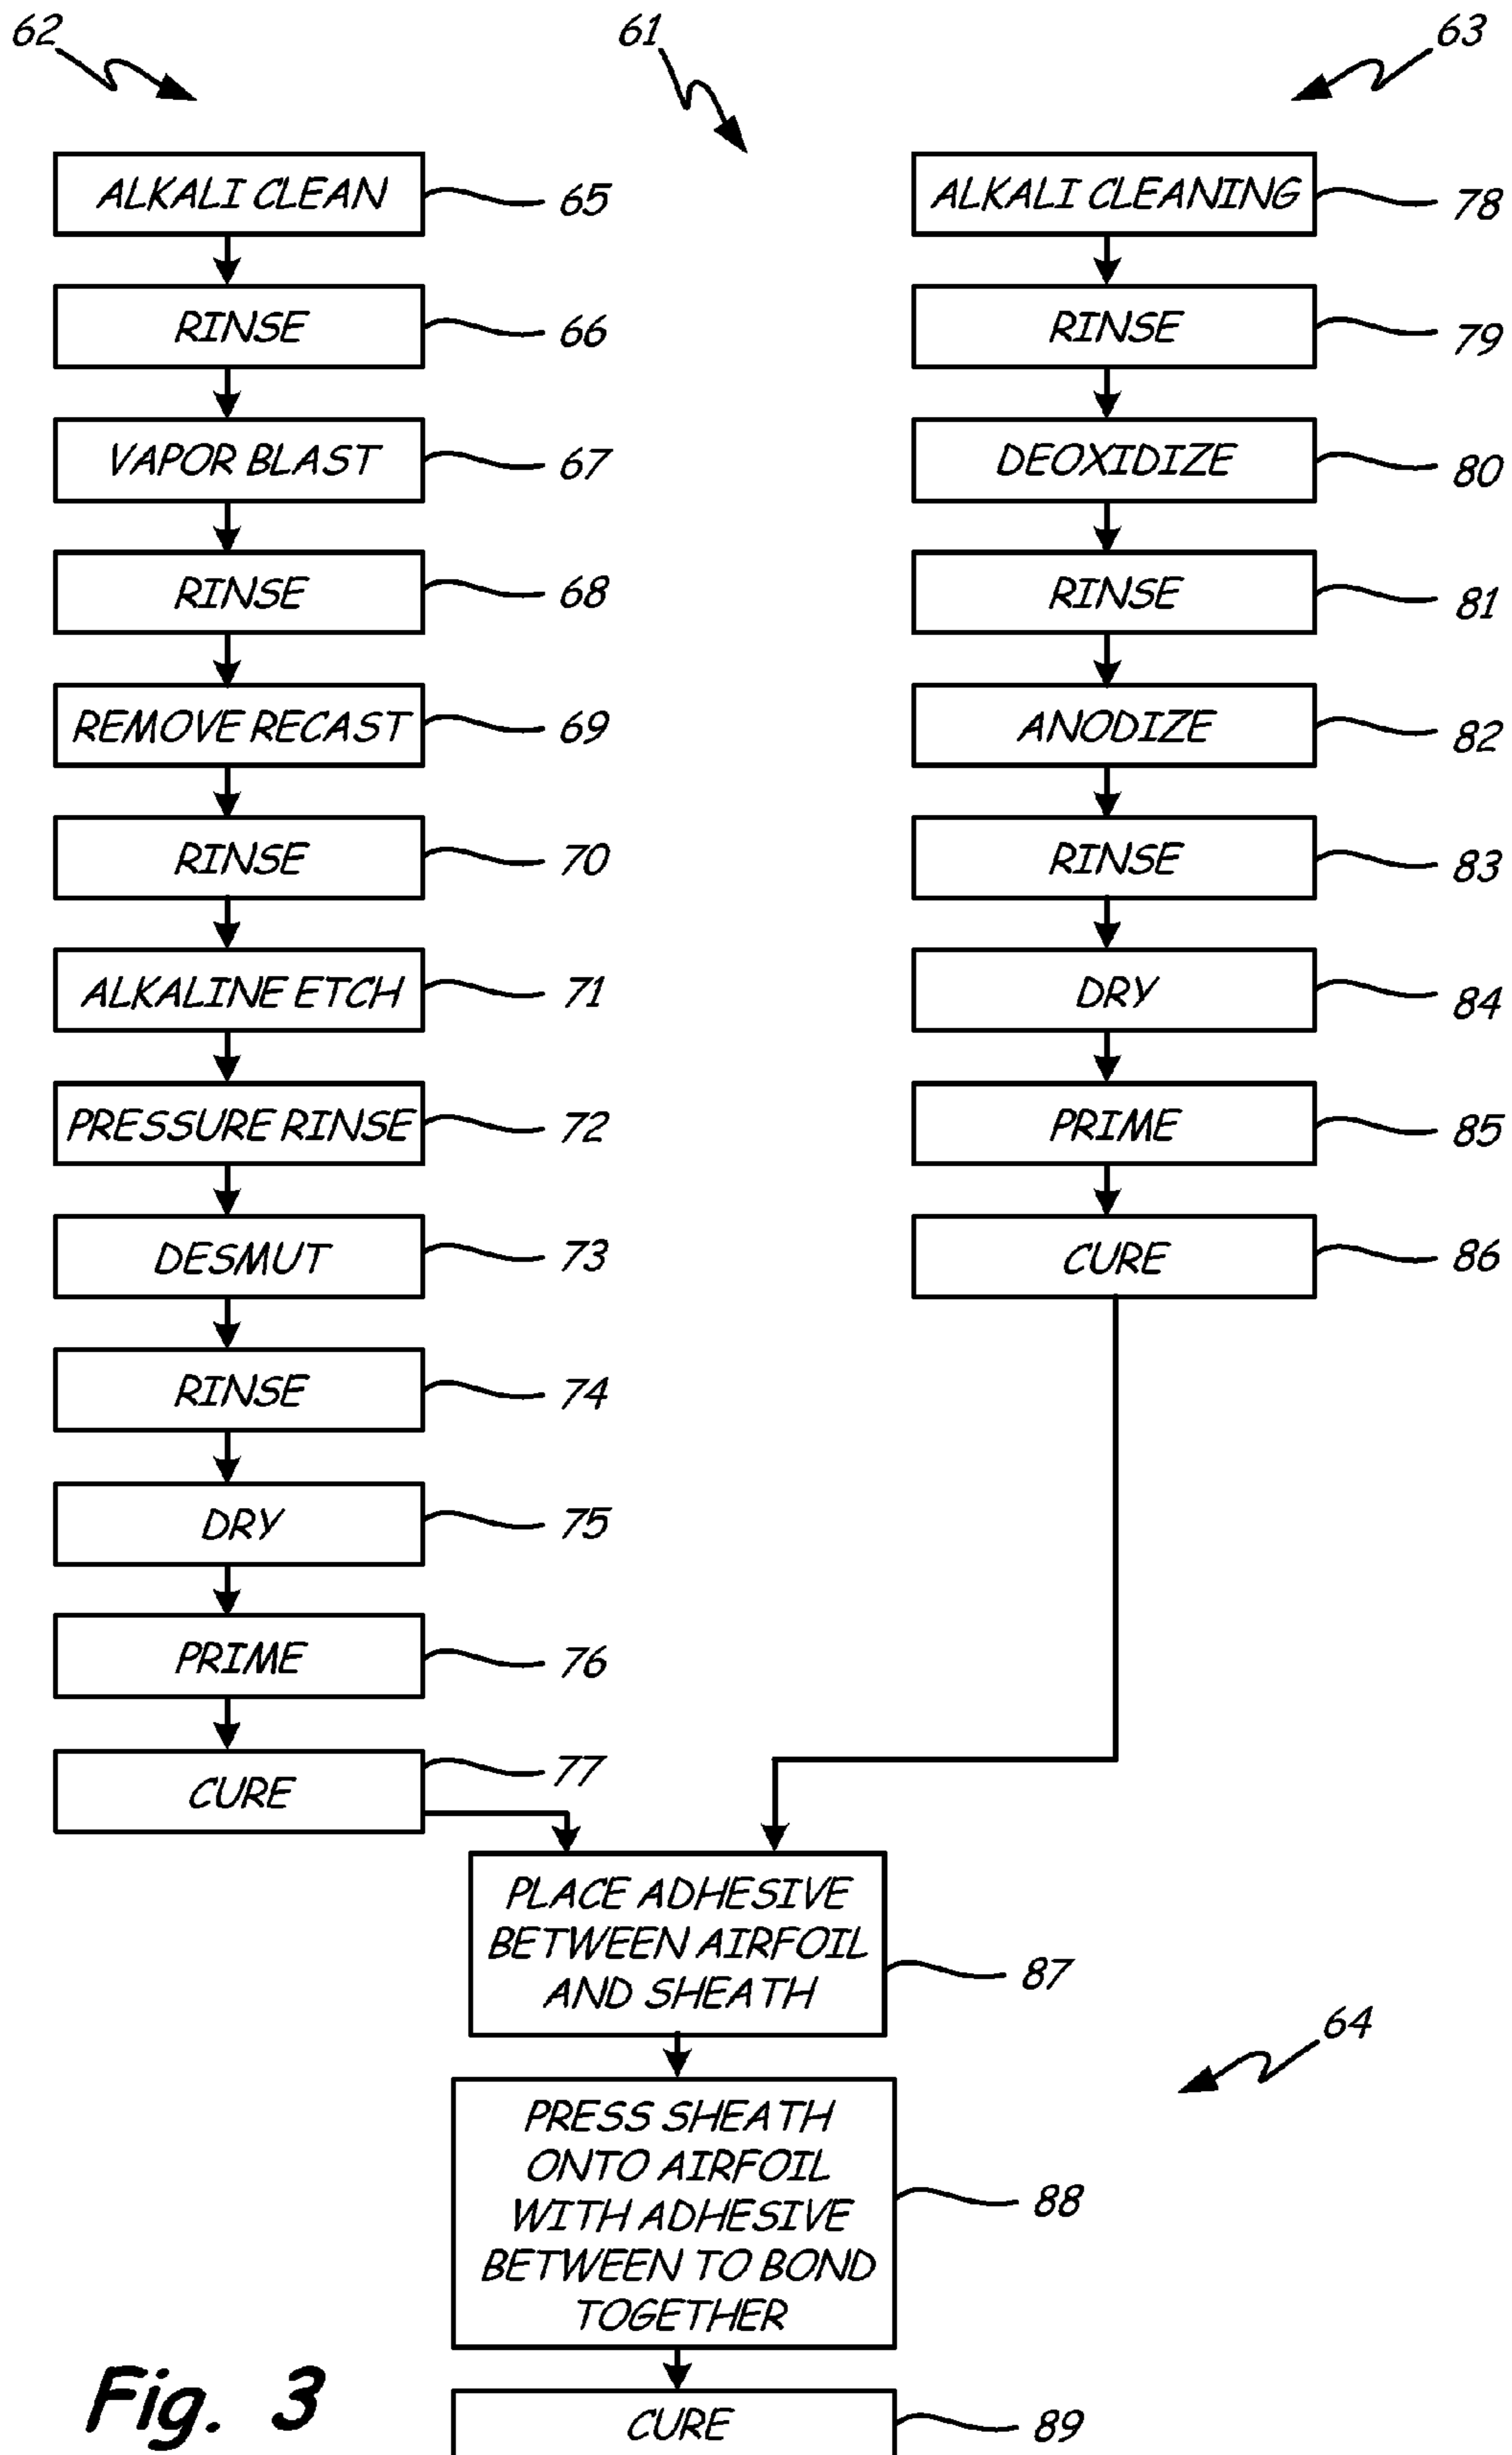 62
61
63
ALKALI CLEAN
65
RINSE
66
VAPOR BLAST
67
RINSE
68
REMOVE RECAST
69
RINSE
70
ALKALINE ETCH
71
PRESSURE RINSE
72
DESMUT
73
RINSE
74
DRY
75
PRIME
76
CURE
77
ALKALI CLEANING
78
RINSE
79
DEOXIDIZE
80
RINSE
81
ANODIZE
82
RINSE
83
DRY
84
PRIME
85
CURE
86
PLACE ADHESIVE
BETWEEN AIRFOIL
AND SHEATH
87
64
PRESS SHEATH
ONTO AIRFOIL
WITH ADHESIVE
BETWEEN TO BOND
TOGETHER
88
CURE
89
Fig. 3